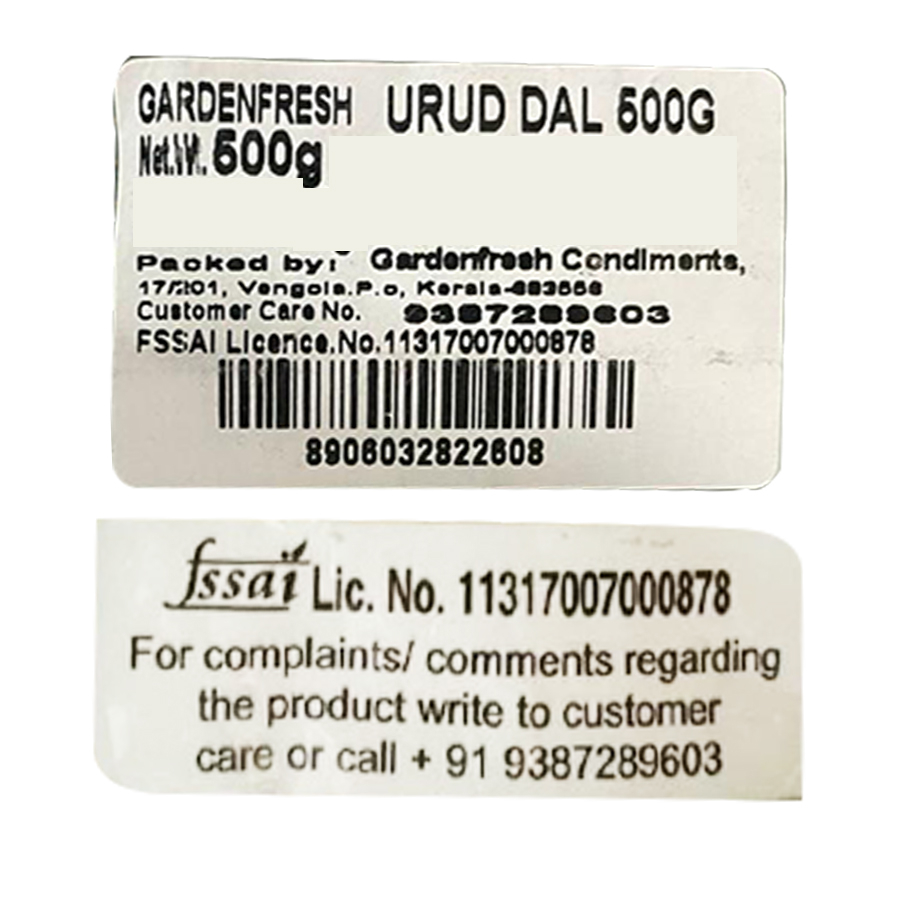 GARDENFRESH URUD DAL 500G
Net.Wt. 500g
Packed by: Gardenfresh Condiments,
Vengola.P.o, Kerala-683556
Customer Care No. 9387289603
FSSAI Licence.No.11317007000878
8906032822608
fssai Lic. No. 11317007000878
For complaints/ comments regarding
the product write to customer
care or call + 91 9387289603